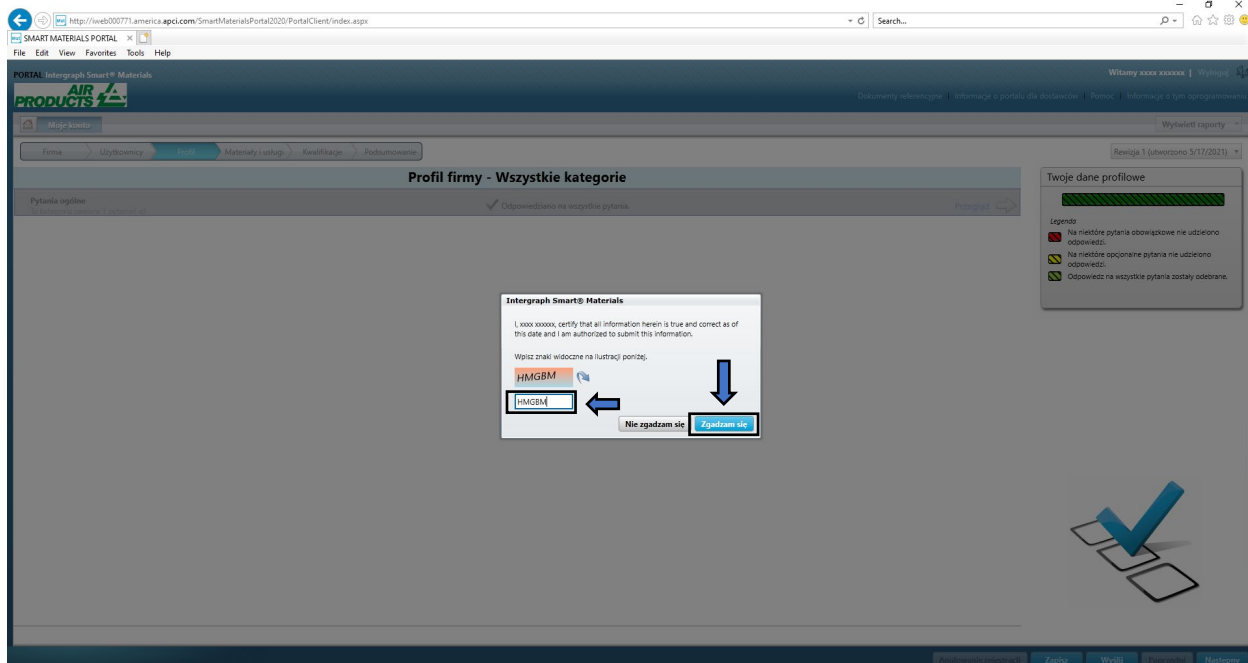 http://iweb000771.america.apci.com/SmartMaterialsPortal2020/PortalClient/index.aspx
Search...
SMART MATERIALS PORTAL
File Edit View Favorites Tools Help
PORTAL Intergraph Smart® Materials
Witamy xxxx xxxxxx | Wyloguj
AIR PRODUCTS
Dokumenty referencyjne | Informacje o portalu dla dostawców | Pomoc | Informacje o tym oprogramowaniu
Moje konto
Wyświetl raporty
Firma Użytkownicy Profil Materiały i usługi Kwalifikacje Podsumowanie
Rewizja 1 (utworzono 5/17/2021)
Profil firmy - Wszystkie kategorie
Twoje dane profilowe
Pytania ogólne
Odpowiedziano na wszystkie pytania
Przegląd
Legenda
Na niektóre pytania obowiązkowe nie udzielono
odpowiedzi.
Na niektóre opcjonalne pytania nie udzielono
odpowiedzi.
Odpowiedz na wszystkie pytania zostały odebrane.
Intergraph Smart® Materials
I, xxxx xxxxxx, certify that all information herein is true and correct as of
this date and I am authorized to submit this information.
Wpisz znaki widoczne na ilustracji poniżej.
HMGBM
HMGBM
Nie zgadzam się Zgadzam się
Zapisz Wyślij Następny